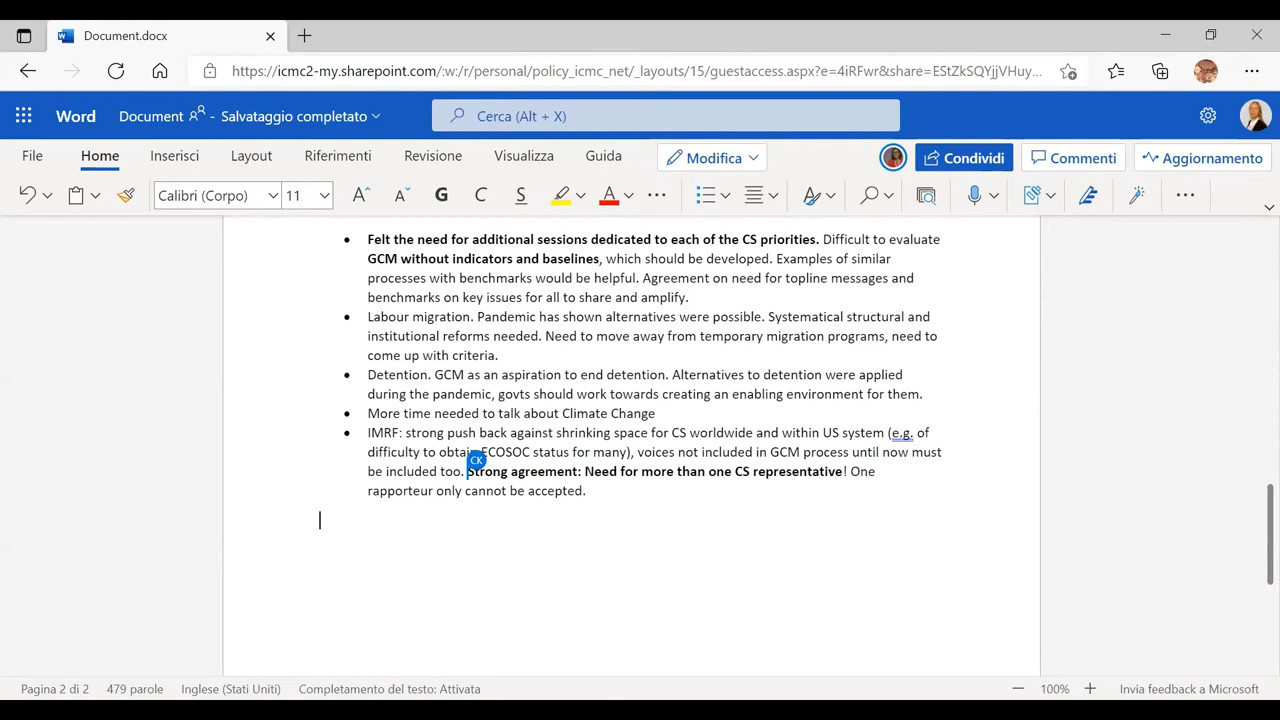 Document.docx
https://icmc2-my.sharepoint.com/:w:/r/personal/policy_icmc_net/_layouts/15/guestaccess.aspx?e=4iRFwr&share=EStZkSQYjjVHuy...
Word Document - Salvataggio completato Cerca (Alt + X)
File Home Inserisci Layout Riferimenti Revisione Visualizza Guida Modifica Condividi Commenti Aggiornamento
Calibri (Corpo) 11 A A G C S A
• Felt the need for additional sessions dedicated to each of the CS priorities. Difficult to evaluate
GCM without indicators and baselines, which should be developed. Examples of similar
processes with benchmarks would be helpful. Agreement on need for topline messages and
benchmarks on key issues for all to share and amplify.
• Labour migration. Pandemic has shown alternatives were possible. Systematical structural and
institutional reforms needed. Need to move away from temporary migration programs, need to
come up with criteria.
• Detention. GCM as an aspiration to end detention. Alternatives to detention were applied
during the pandemic, govts should work towards creating an enabling environment for them.
• More time needed to talk about Climate Change
• IMRF: strong push back against shrinking space for CS worldwide and within US system (e.g. of
difficulty to obtain ECOSOC status for many), voices not included in GCM process until now must
CK
be included too. Strong agreement: Need for more than one CS representative! One
rapporteur only cannot be accepted.
Pagina 2 di 2 479 parole Inglese (Stati Uniti) Completamento del testo: Attivata 100% Invia feedback a Microsoft